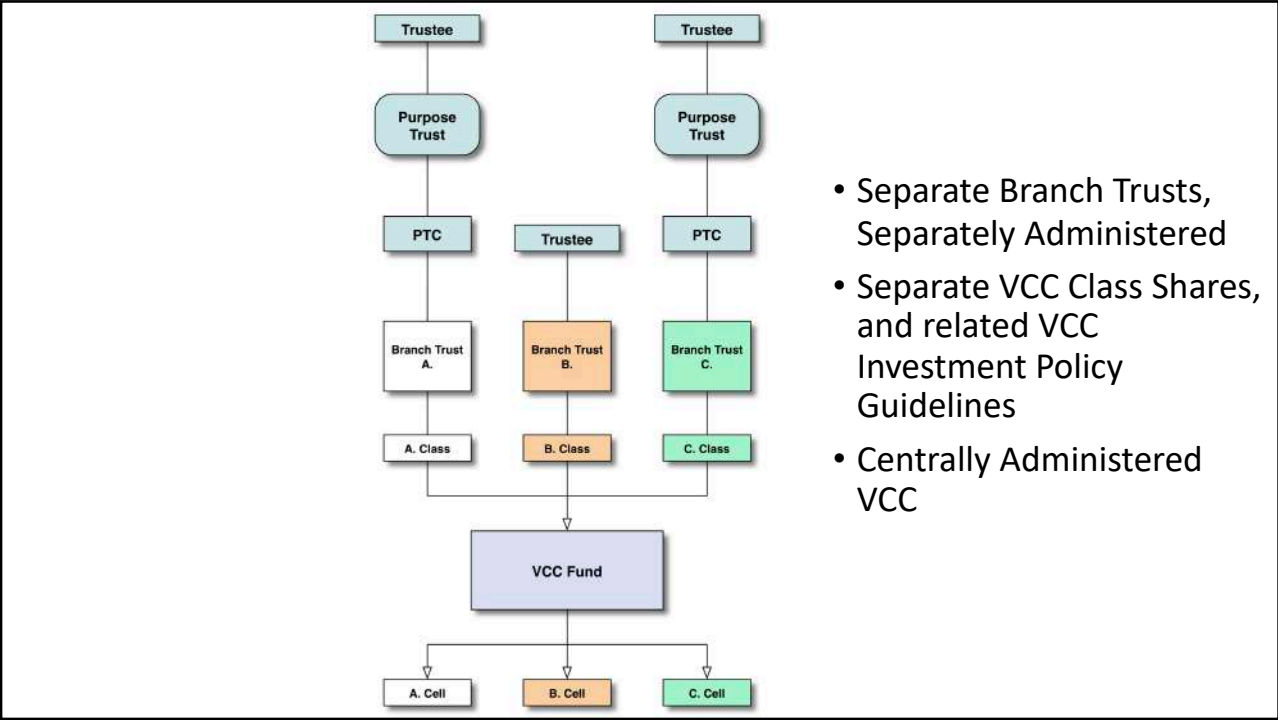 Trustee
Trustee
Purpose
Trust
Purpose
Trust
PTC
Trustee
PTC
Branch Trust
A.
Branch Trust
B.
Branch Trust
C.
A. Class
B. Class
C. Class
VCC Fund
A. Cell
B. Cell
C. Cell
• Separate Branch Trusts,
Separately Administered
• Separate VCC Class Shares,
and related VCC
Investment Policy
Guidelines
• Centrally Administered
VCC